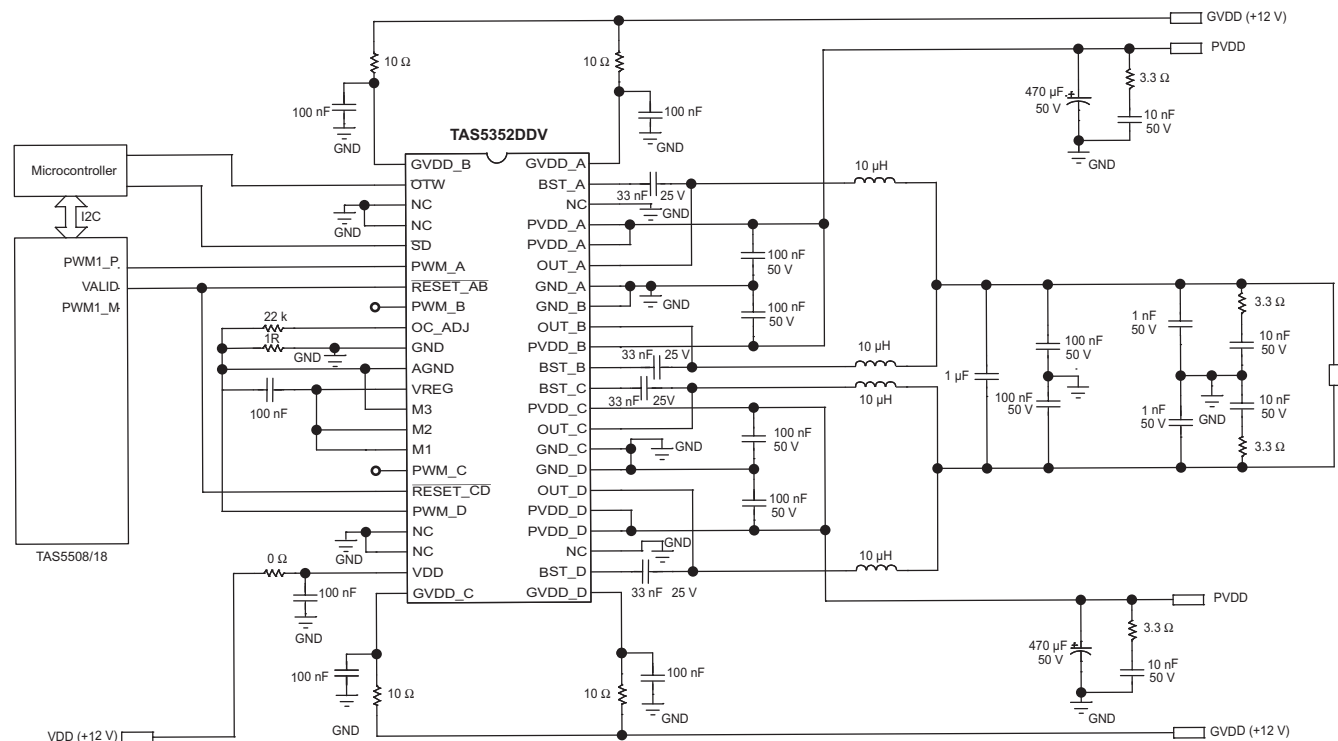 GVDD (+12 V)
PVDD
10 Ω
10 Ω
3.3 Ω
470 µF
50 V
10 nF
50 V
100 nF
100 nF
GND
GND
GND
TAS5352DDV
Microcontroller
I2C
PWM1_P
VALID
PWM1_M
TAS5508/18
GVDD_B
OTW
NC
NC
SD
PWM_A
RESET_AB
PWM_B
OC_ADJ
GND
AGND
VREG
M3
M2
M1
PWM_C
RESET_CD
PWM_D
NC
NC
VDD
GVDD_C
GVDD_A
BST_A
NC
PVDD_A
PVDD_A
OUT_A
GND_A
GND_B
OUT_B
PVDD_B
BST_B
BST_C
PVDD_C
OUT_C
GND_C
GND_D
OUT_D
PVDD_D
PVDD_D
NC
BST_D
GVDD_D
GND
22 k
1R
GND
100 nF
GND
0 Ω
100 nF
GND
33 nF 25 V
GND
10 µH
100 nF
50 V
GND
100 nF
50 V
33 nF 25 V
10 µH
33 nF 25V
10 µH
100 nF
50 V
GND
100 nF
50 V
GND
33 nF 25 V
10 µH
1 µF
100 nF
50 V
100 nF
50 V
1 nF
50 V
3.3 Ω
10 nF
50 V
GND
1 nF
50 V
10 nF
50 V
3.3 Ω
PVDD
3.3 Ω
470 µF
50 V
10 nF
50 V
GND
100 nF
10 Ω
GND
10 Ω
100 nF
GND
VDD (+12 V)
GVDD (+12 V)